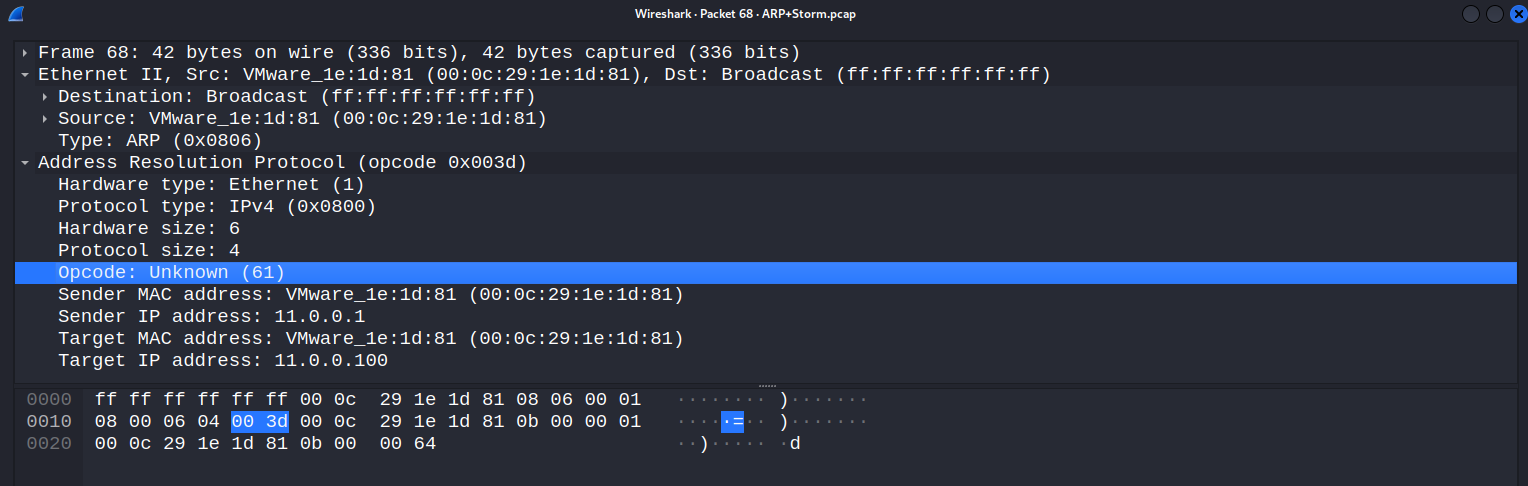 Wireshark · Packet 68 · ARP+Storm.pcap
Frame 68: 42 bytes on wire (336 bits), 42 bytes captured (336 bits)
Ethernet II, Src: VMware_1e:1d:81 (00:0c:29:1e:1d:81), Dst: Broadcast (ff:ff:ff:ff:ff:ff)
Destination: Broadcast (ff:ff:ff:ff:ff:ff)
Source: VMware_1e:1d:81 (00:0c:29:1e:1d:81)
Type: ARP (0x0806)
Address Resolution Protocol (opcode 0x003d)
Hardware type: Ethernet (1)
Protocol type: IPv4 (0x0800)
Hardware size: 6
Protocol size: 4
Opcode: Unknown (61)
Sender MAC address: VMware_1e:1d:81 (00:0c:29:1e:1d:81)
Sender IP address: 11.0.0.1
Target MAC address: VMware_1e:1d:81 (00:0c:29:1e:1d:81)
Target IP address: 11.0.0.100
0000 ff ff ff ff ff ff 00 0c 29 1e 1d 81 08 06 00 01 ········ )·······
0010 08 00 06 04 00 3d 00 0c 29 1e 1d 81 0b 00 00 01 ·····=·· )·······
0020 00 0c 29 1e 1d 81 0b 00 00 64 ··)····· ·d